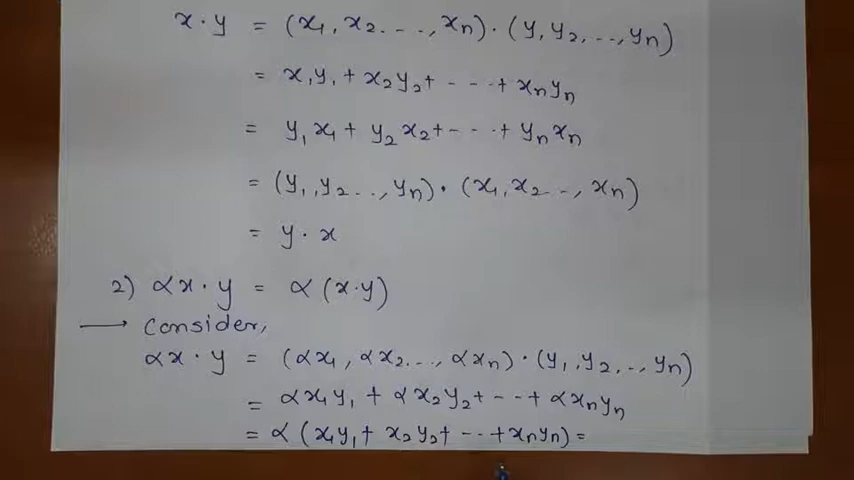 x · y = (x₁, x₂. - .., xₙ) · (y, y₂, .., yₙ)
= x₁y₁ + x₂y₂ + - - - + xₙyₙ
= y₁x₁ + y₂x₂ + - - - + yₙxₙ
= (y₁, y₂ .. , yₙ) · (x₁, x₂ .. , xₙ)
= y · x
2) αx · y = α (x · y)
→ Consider,
αx · y = (αx₁, αx₂. .., αxₙ) · (y₁, y₂, .., yₙ)
= αx₁y₁ + αx₂y₂ + - - + αxₙyₙ
= α (x₁y₁ + x₂y₂ + - - + xₙyₙ) =